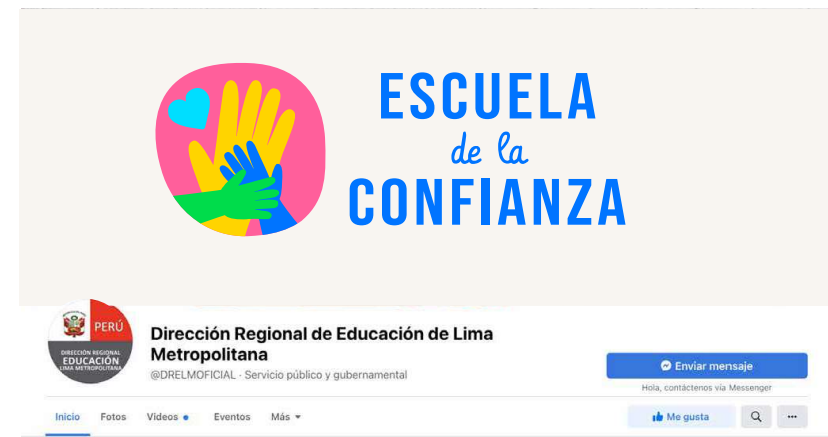 ESCUELA
de la
CONFIANZA
PERÚ
DIRECCIÓN REGIONAL
EDUCACIÓN
LIMA METROPOLITANA
Dirección Regional de Educación de Lima
Metropolitana
@DRELMOFICIAL · Servicio público y gubernamental
Enviar mensaje
Hola, contáctenos vía Messenger
Inicio Fotos Videos Eventos Más
Me gusta